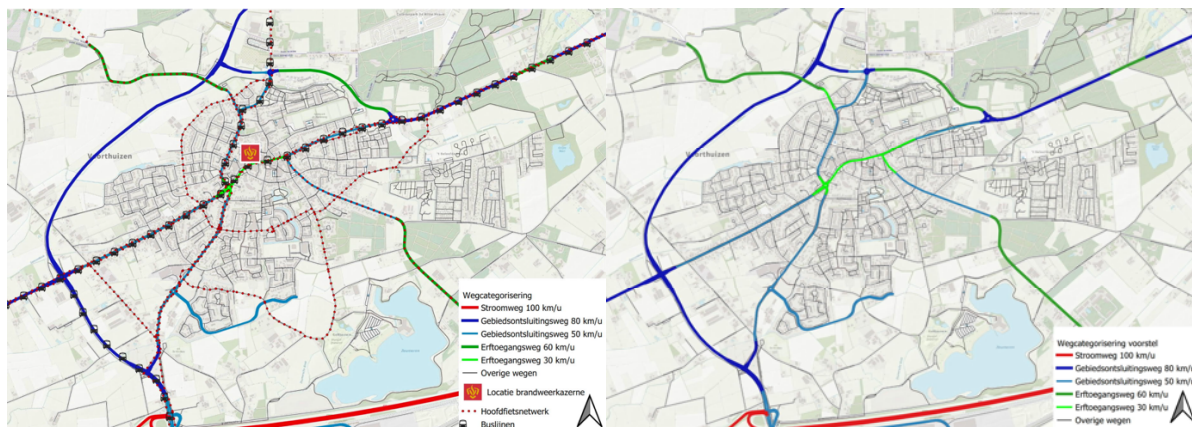 Voorthuizen
Wegcategorisering
Stroomweg 100 km/u
Gebiedsontsluitingsweg 80 km/u
Gebiedsontsluitingsweg 50 km/u
Erftoegangsweg 60 km/u
Erftoegangsweg 30 km/u
Overige wegen
Locatie brandweerkazerne
Hoofdfietsnetwerk
Buslijnen
Voorthuizen
Wegcategorisering voorstel
Stroomweg 100 km/u
Gebiedsontsluitingsweg 80 km/u
Gebiedsontsluitingsweg 50 km/u
Erftoegangsweg 60 km/u
Erftoegangsweg 30 km/u
Overige wegen